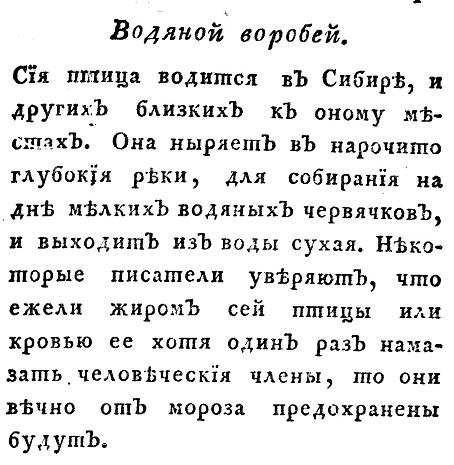 Водяной воробей.
Сія птица водится въ Сибирѣ, и
другихъ близкихъ къ оному мѣ-
стахъ. Она ныряетъ въ нарочито
глубокія рѣки, для собиранія на
днѣ мѣлкихъ водяныхъ червячковъ,
и выходитъ изъ воды сухая. Нѣко-
торые писатели увѣряютъ, что
ежели жиромъ сей птицы или
кровью ее хотя одинъ разъ нама-
зать человѣческія члены, то они
вѣчно отъ мороза предохранены
будутъ.